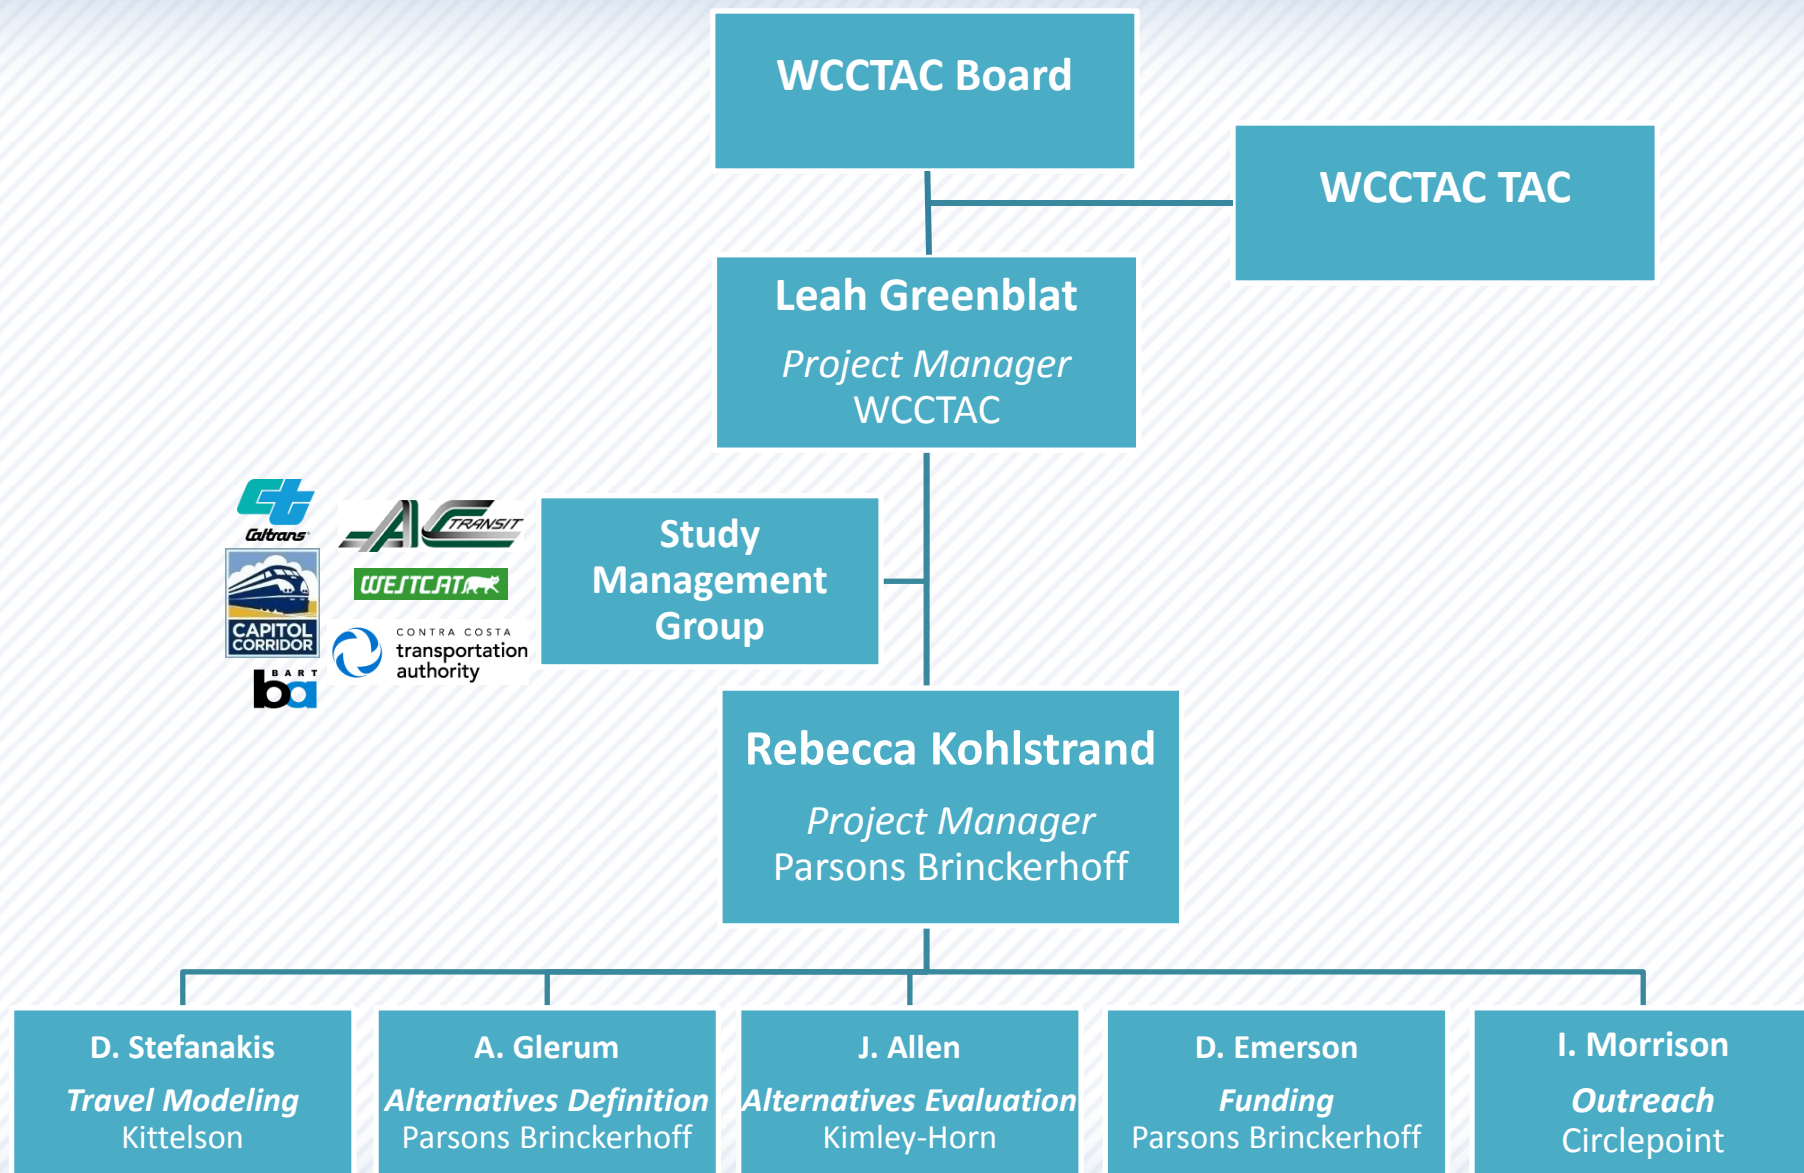 WCCTAC Board
WCCTAC TAC
Leah Greenblat
Project Manager
WCCTAC
Caltrans
AC TRANSIT
WESTCAT
CAPITOL
CORRIDOR
CONTRA COSTA
transportation
authority
BART
ba
Study
Management
Group
Rebecca Kohlstrand
Project Manager
Parsons Brinckerhoff
D. Stefanakis
Travel Modeling
Kittelson
A. Glerum
Alternatives Definition
Parsons Brinckerhoff
J. Allen
Alternatives Evaluation
Kimley-Horn
D. Emerson
Funding
Parsons Brinckerhoff
I. Morrison
Outreach
Circlepoint